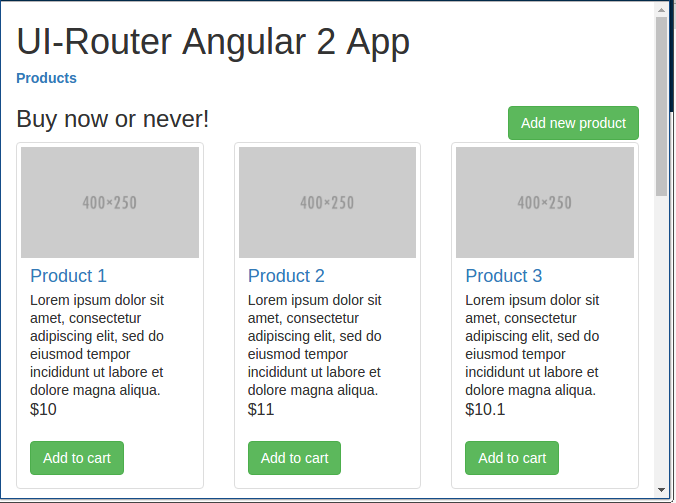 UI-Router Angular 2 App
Products
Buy now or never!
Add new product
400×250
Product 1
Lorem ipsum dolor sit
amet, consectetur
adipiscing elit, sed do
eiusmod tempor
incididunt ut labore et
dolore magna aliqua.
$10
Add to cart
400×250
Product 2
Lorem ipsum dolor sit
amet, consectetur
adipiscing elit, sed do
eiusmod tempor
incididunt ut labore et
dolore magna aliqua.
$11
Add to cart
400×250
Product 3
Lorem ipsum dolor sit
amet, consectetur
adipiscing elit, sed do
eiusmod tempor
incididunt ut labore et
dolore magna aliqua.
$10.1
Add to cart